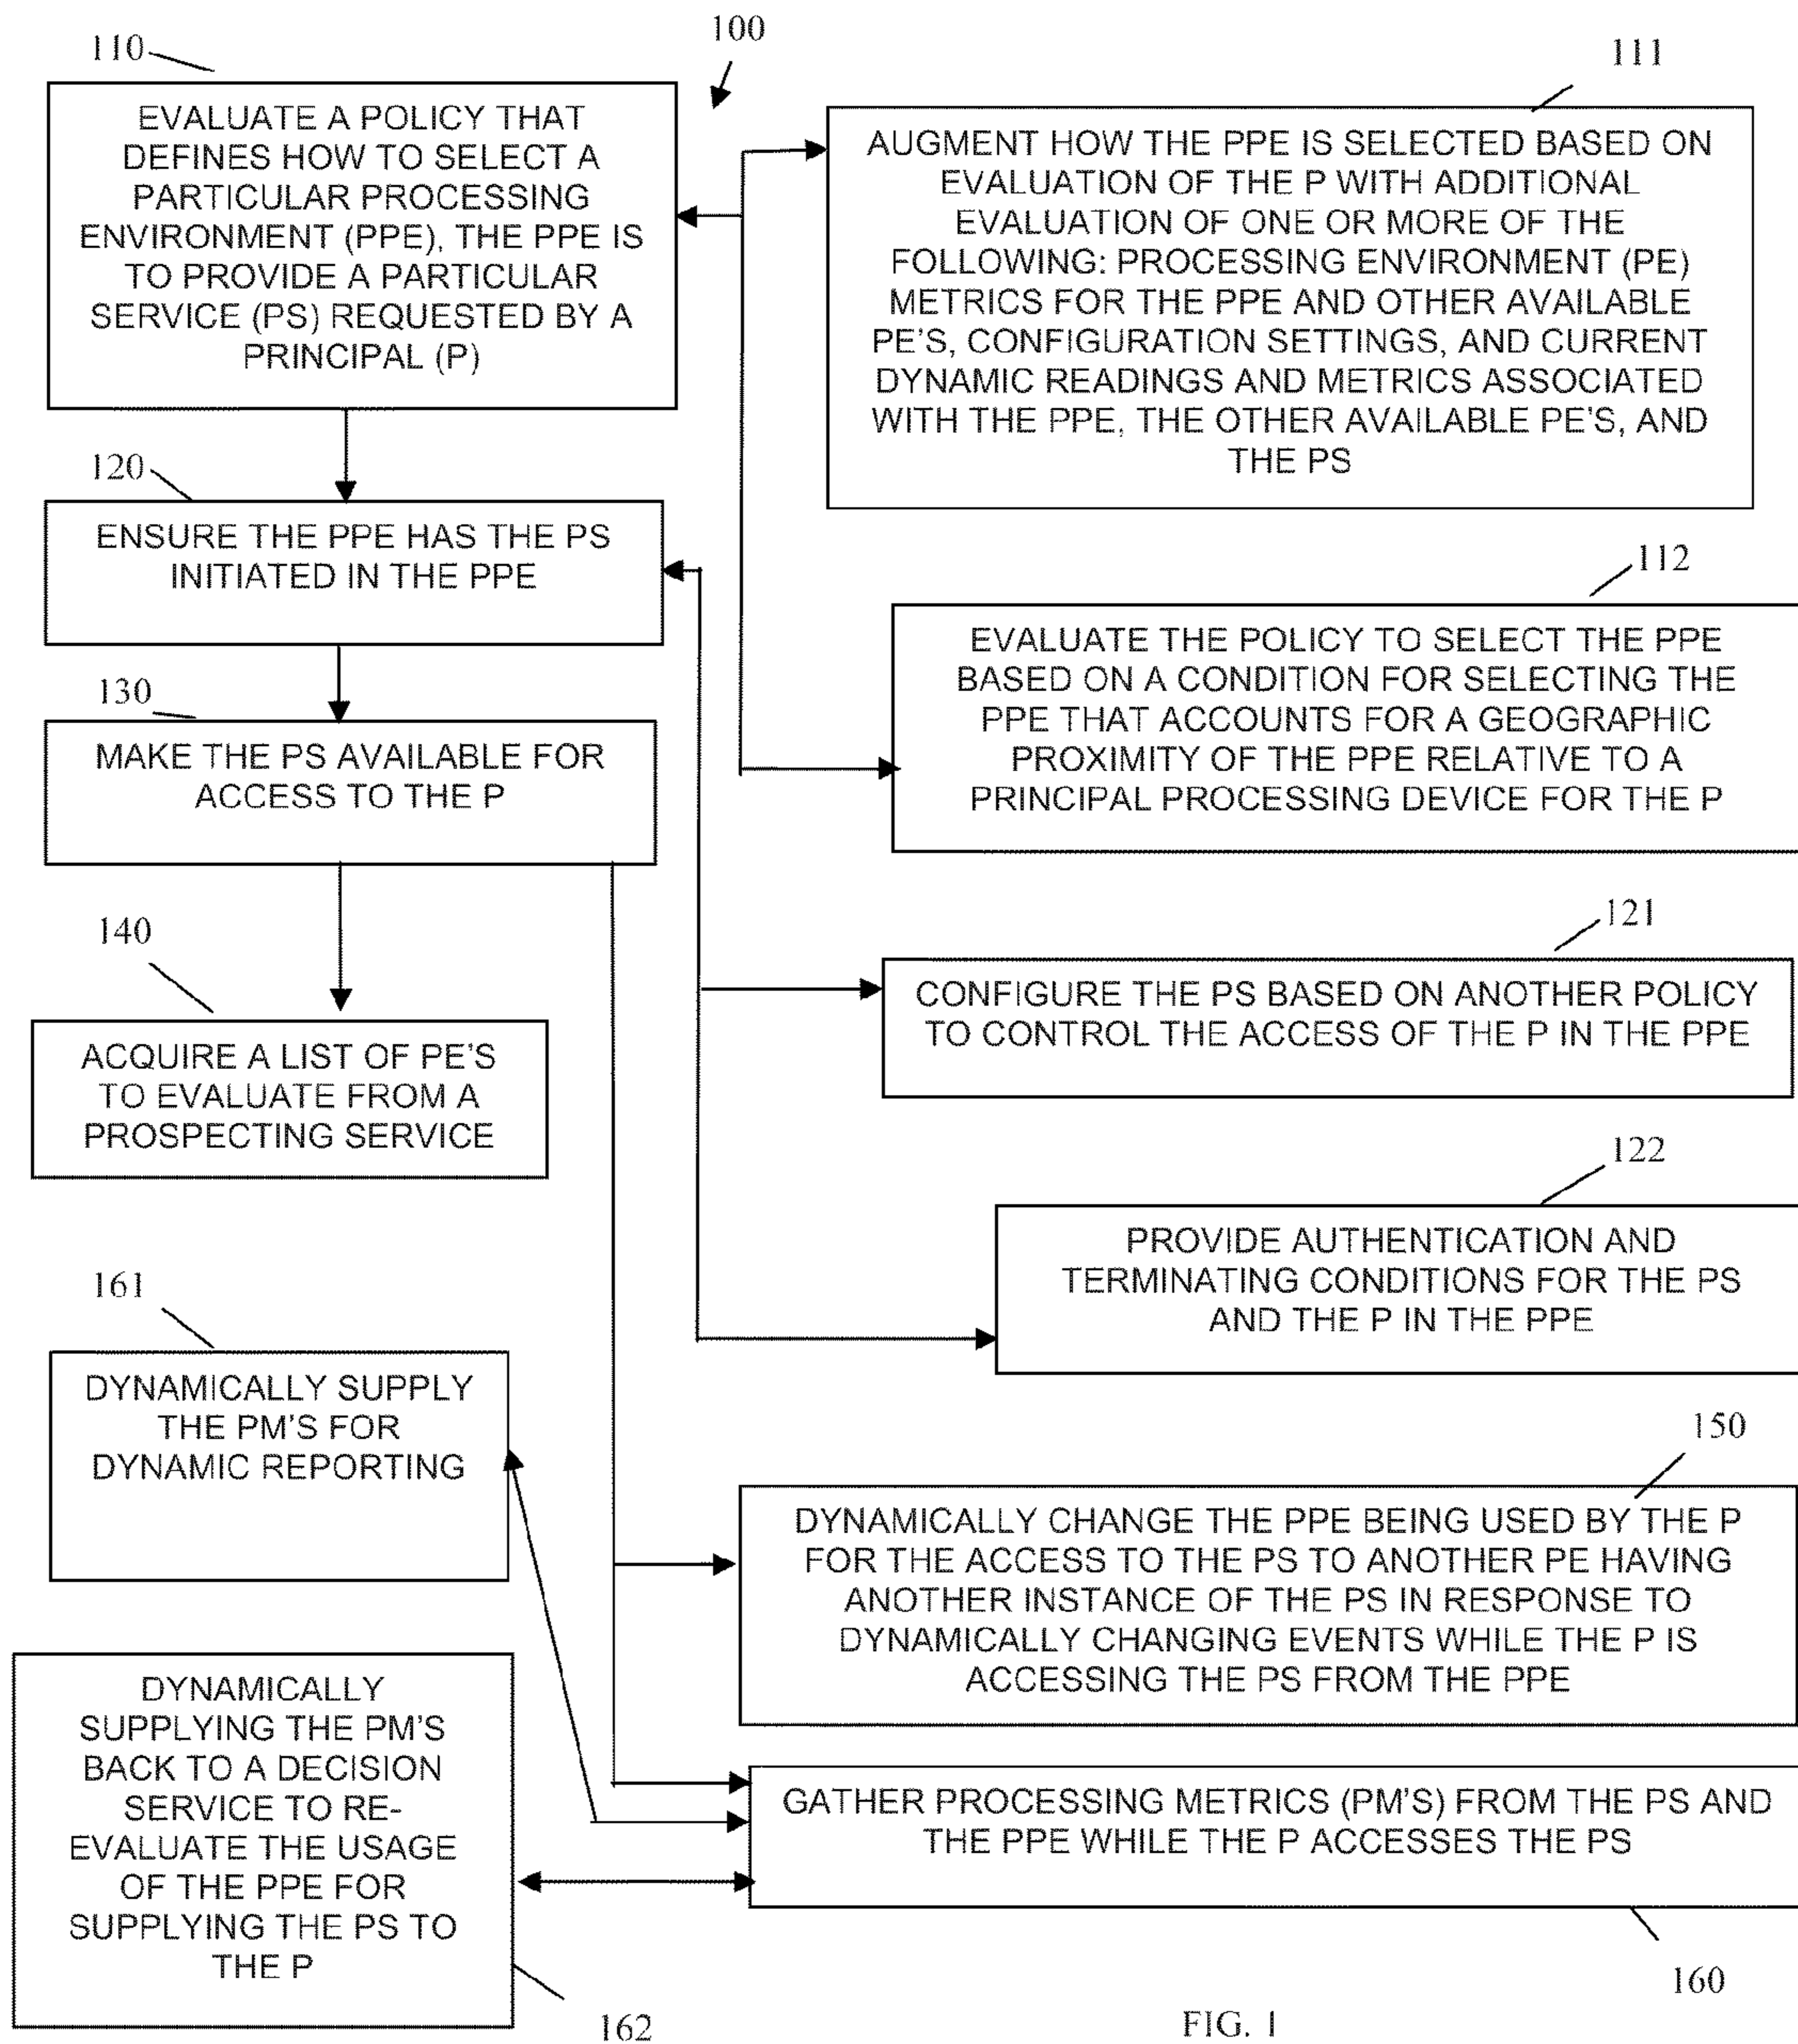 100
110
EVALUATE A POLICY THAT
DEFINES HOW TO SELECT A
PARTICULAR PROCESSING
ENVIRONMENT (PPE), THE PPE IS
TO PROVIDE A PARTICULAR
SERVICE (PS) REQUESTED BY A
PRINCIPAL (P)
111
AUGMENT HOW THE PPE IS SELECTED BASED ON
EVALUATION OF THE P WITH ADDITIONAL
EVALUATION OF ONE OR MORE OF THE
FOLLOWING: PROCESSING ENVIRONMENT (PE)
METRICS FOR THE PPE AND OTHER AVAILABLE
PE'S, CONFIGURATION SETTINGS, AND CURRENT
DYNAMIC READINGS AND METRICS ASSOCIATED
WITH THE PPE, THE OTHER AVAILABLE PE'S, AND
THE PS
120
ENSURE THE PPE HAS THE PS
INITIATED IN THE PPE
112
EVALUATE THE POLICY TO SELECT THE PPE
BASED ON A CONDITION FOR SELECTING THE
PPE THAT ACCOUNTS FOR A GEOGRAPHIC
PROXIMITY OF THE PPE RELATIVE TO A
PRINCIPAL PROCESSING DEVICE FOR THE P
130
MAKE THE PS AVAILABLE FOR
ACCESS TO THE P
121
CONFIGURE THE PS BASED ON ANOTHER POLICY
TO CONTROL THE ACCESS OF THE P IN THE PPE
140
ACQUIRE A LIST OF PE'S
TO EVALUATE FROM A
PROSPECTING SERVICE
122
PROVIDE AUTHENTICATION AND
TERMINATING CONDITIONS FOR THE PS
AND THE P IN THE PPE
161
DYNAMICALLY SUPPLY
THE PM'S FOR
DYNAMIC REPORTING
150
DYNAMICALLY CHANGE THE PPE BEING USED BY THE P
FOR THE ACCESS TO THE PS TO ANOTHER PE HAVING
ANOTHER INSTANCE OF THE PS IN RESPONSE TO
DYNAMICALLY CHANGING EVENTS WHILE THE P IS
ACCESSING THE PS FROM THE PPE
DYNAMICALLY
SUPPLYING THE PM'S
BACK TO A DECISION
SERVICE TO RE-
EVALUATE THE USAGE
OF THE PPE FOR
SUPPLYING THE PS TO
THE P
162
GATHER PROCESSING METRICS (PM'S) FROM THE PS AND
THE PPE WHILE THE P ACCESSES THE PS
160
FIG. 1